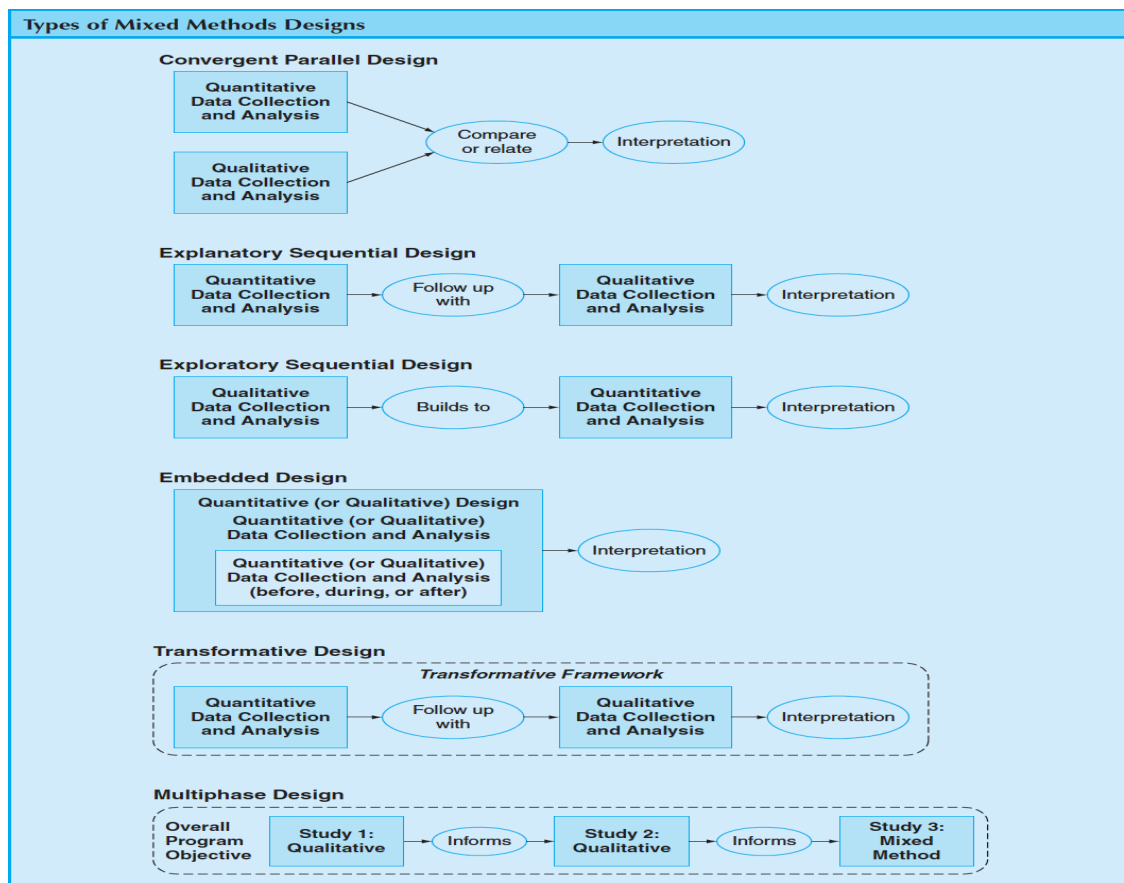 Types of Mixed Methods Designs
Convergent Parallel Design
Quantitative
Data Collection
and Analysis
Compare
or relate
Interpretation
Qualitative
Data Collection
and Analysis
Explanatory Sequential Design
Quantitative
Data Collection
and Analysis
Follow up
with
Qualitative
Data Collection
and Analysis
Interpretation
Exploratory Sequential Design
Qualitative
Data Collection
and Analysis
Builds to
Quantitative
Data Collection
and Analysis
Interpretation
Embedded Design
Quantitative (or Qualitative) Design
Quantitative (or Qualitative)
Data Collection and Analysis
Quantitative (or Qualitative)
Data Collection and Analysis
(before, during, or after)
Interpretation
Transformative Design
Transformative Framework
Quantitative
Data Collection
and Analysis
Follow up
with
Qualitative
Data Collection
and Analysis
Interpretation
Multiphase Design
Overall
Program
Objective
Study 1:
Qualitative
Informs
Study 2:
Qualitative
Informs
Study 3:
Mixed
Method